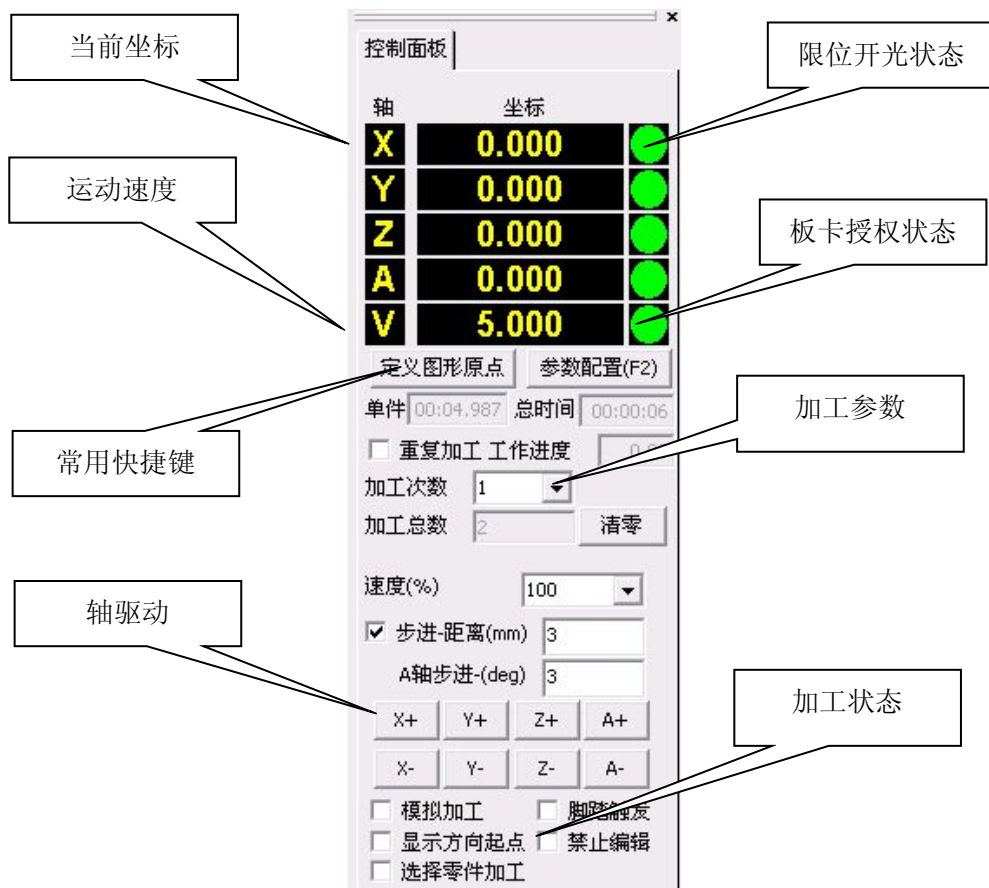 当前坐标
限位开光状态
控制面板
轴 坐标
X 0.000
Y 0.000
运动速度
Z 0.000
板卡授权状态
A 0.000
V 5.000
定义图形原点 参数配置(F2)
单件 00:04.987 总时间 00:00:06
加工参数
常用快捷键
重复加工 工作进度
加工次数 1
加工总数 2 清零
速度(%) 100
轴驱动
步进-距离(mm) 3
A轴步进-(deg) 3
加工状态
X+ Y+ Z+ A+
X- Y- Z- A-
模拟加工 脚踏触发
显示方向起点 禁止编辑
选择零件加工